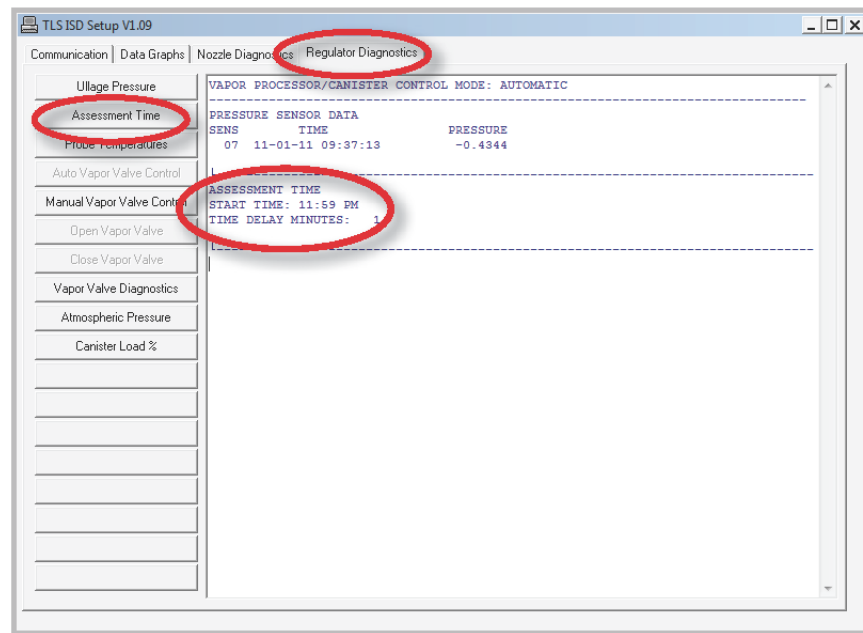 TLS ISD Setup V1.09
Communication Data Graphs Nozzle Diagnostics Regulator Diagnostics
Ullage Pressure
Assessment Time
Probe Temperatures
Auto Vapor Valve Control
Manual Vapor Valve Control
Open Vapor Valve
Close Vapor Valve
Vapor Valve Diagnostics
Atmospheric Pressure
Canister Load %
VAPOR PROCESSOR/CANISTER CONTROL MODE: AUTOMATIC
PRESSURE SENSOR DATA
SENS TIME PRESSURE
07 11-01-11 09:37:13 -0.4344
ASSESSMENT TIME
START TIME: 11:59 PM
TIME DELAY MINUTES: 1